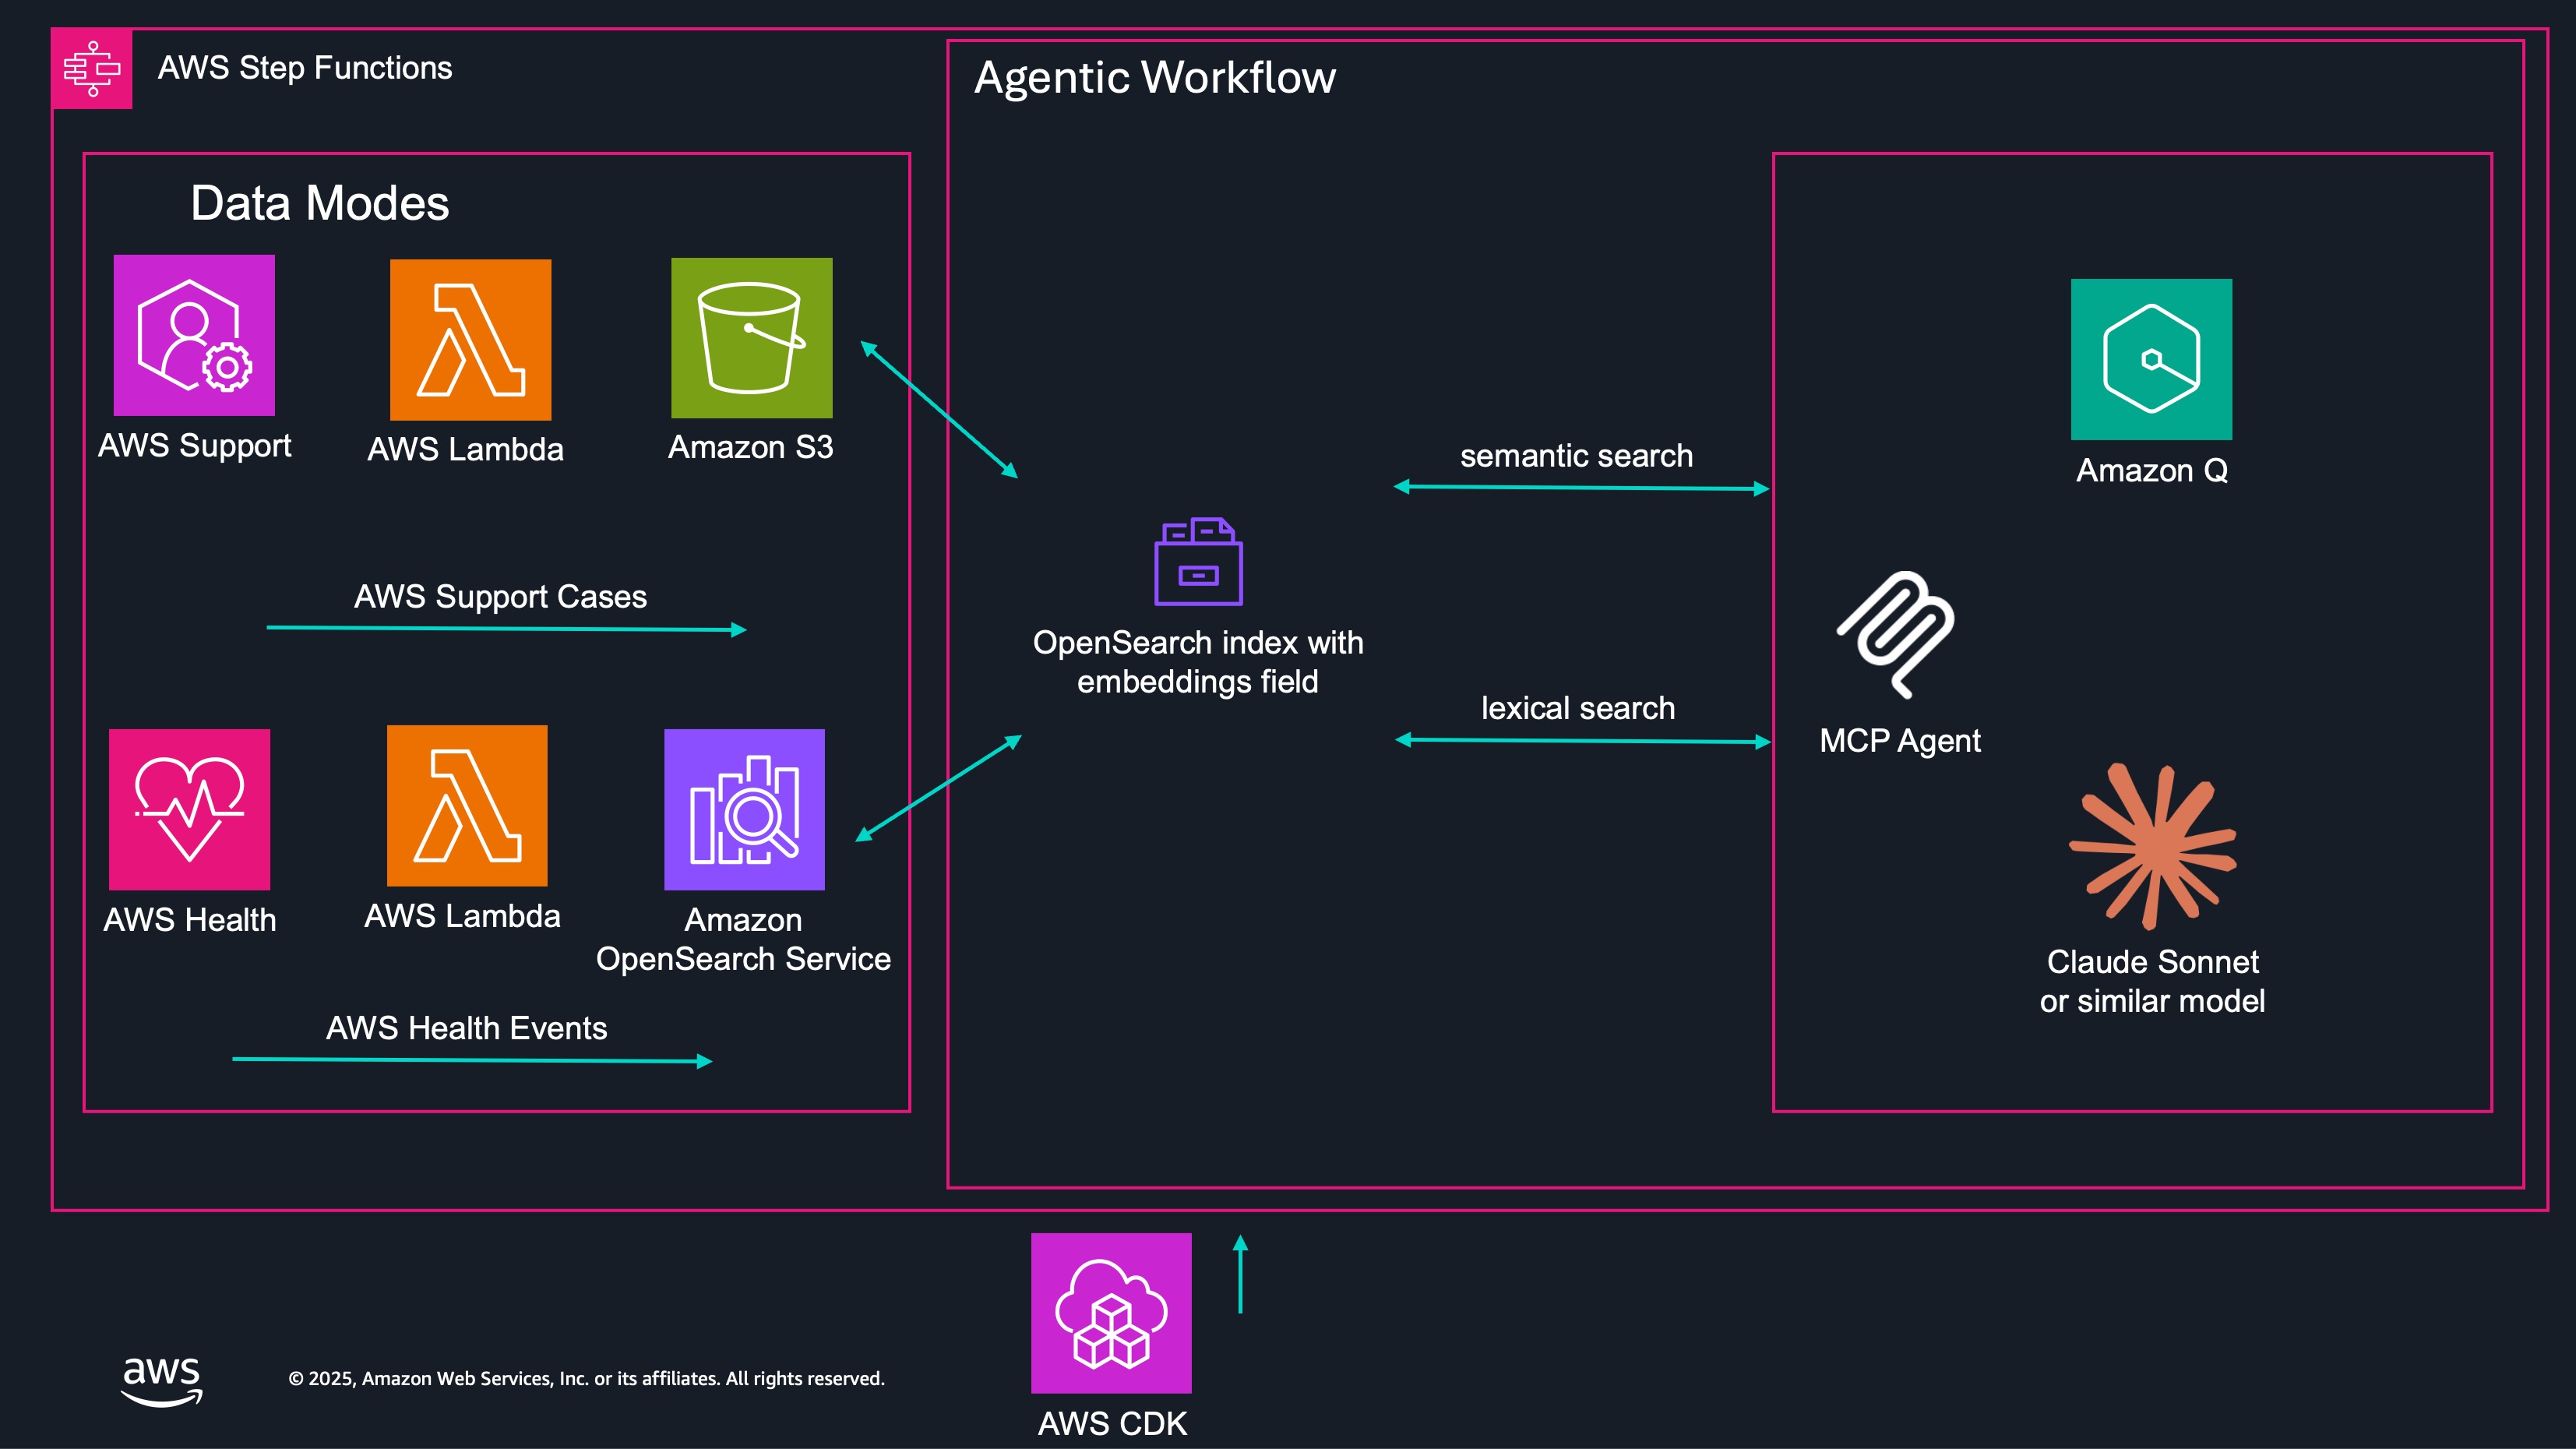 AWS Step Functions
Agentic Workflow
Data Modes
AWS Support
AWS Lambda
Amazon S3
AWS Support Cases
AWS Health
AWS Lambda
Amazon
OpenSearch Service
AWS Health Events
OpenSearch index with
embeddings field
semantic search
lexical search
Amazon Q
MCP Agent
Claude Sonnet
or similar model
AWS CDK
aws
© 2025, Amazon Web Services, Inc. or its affiliates. All rights reserved.